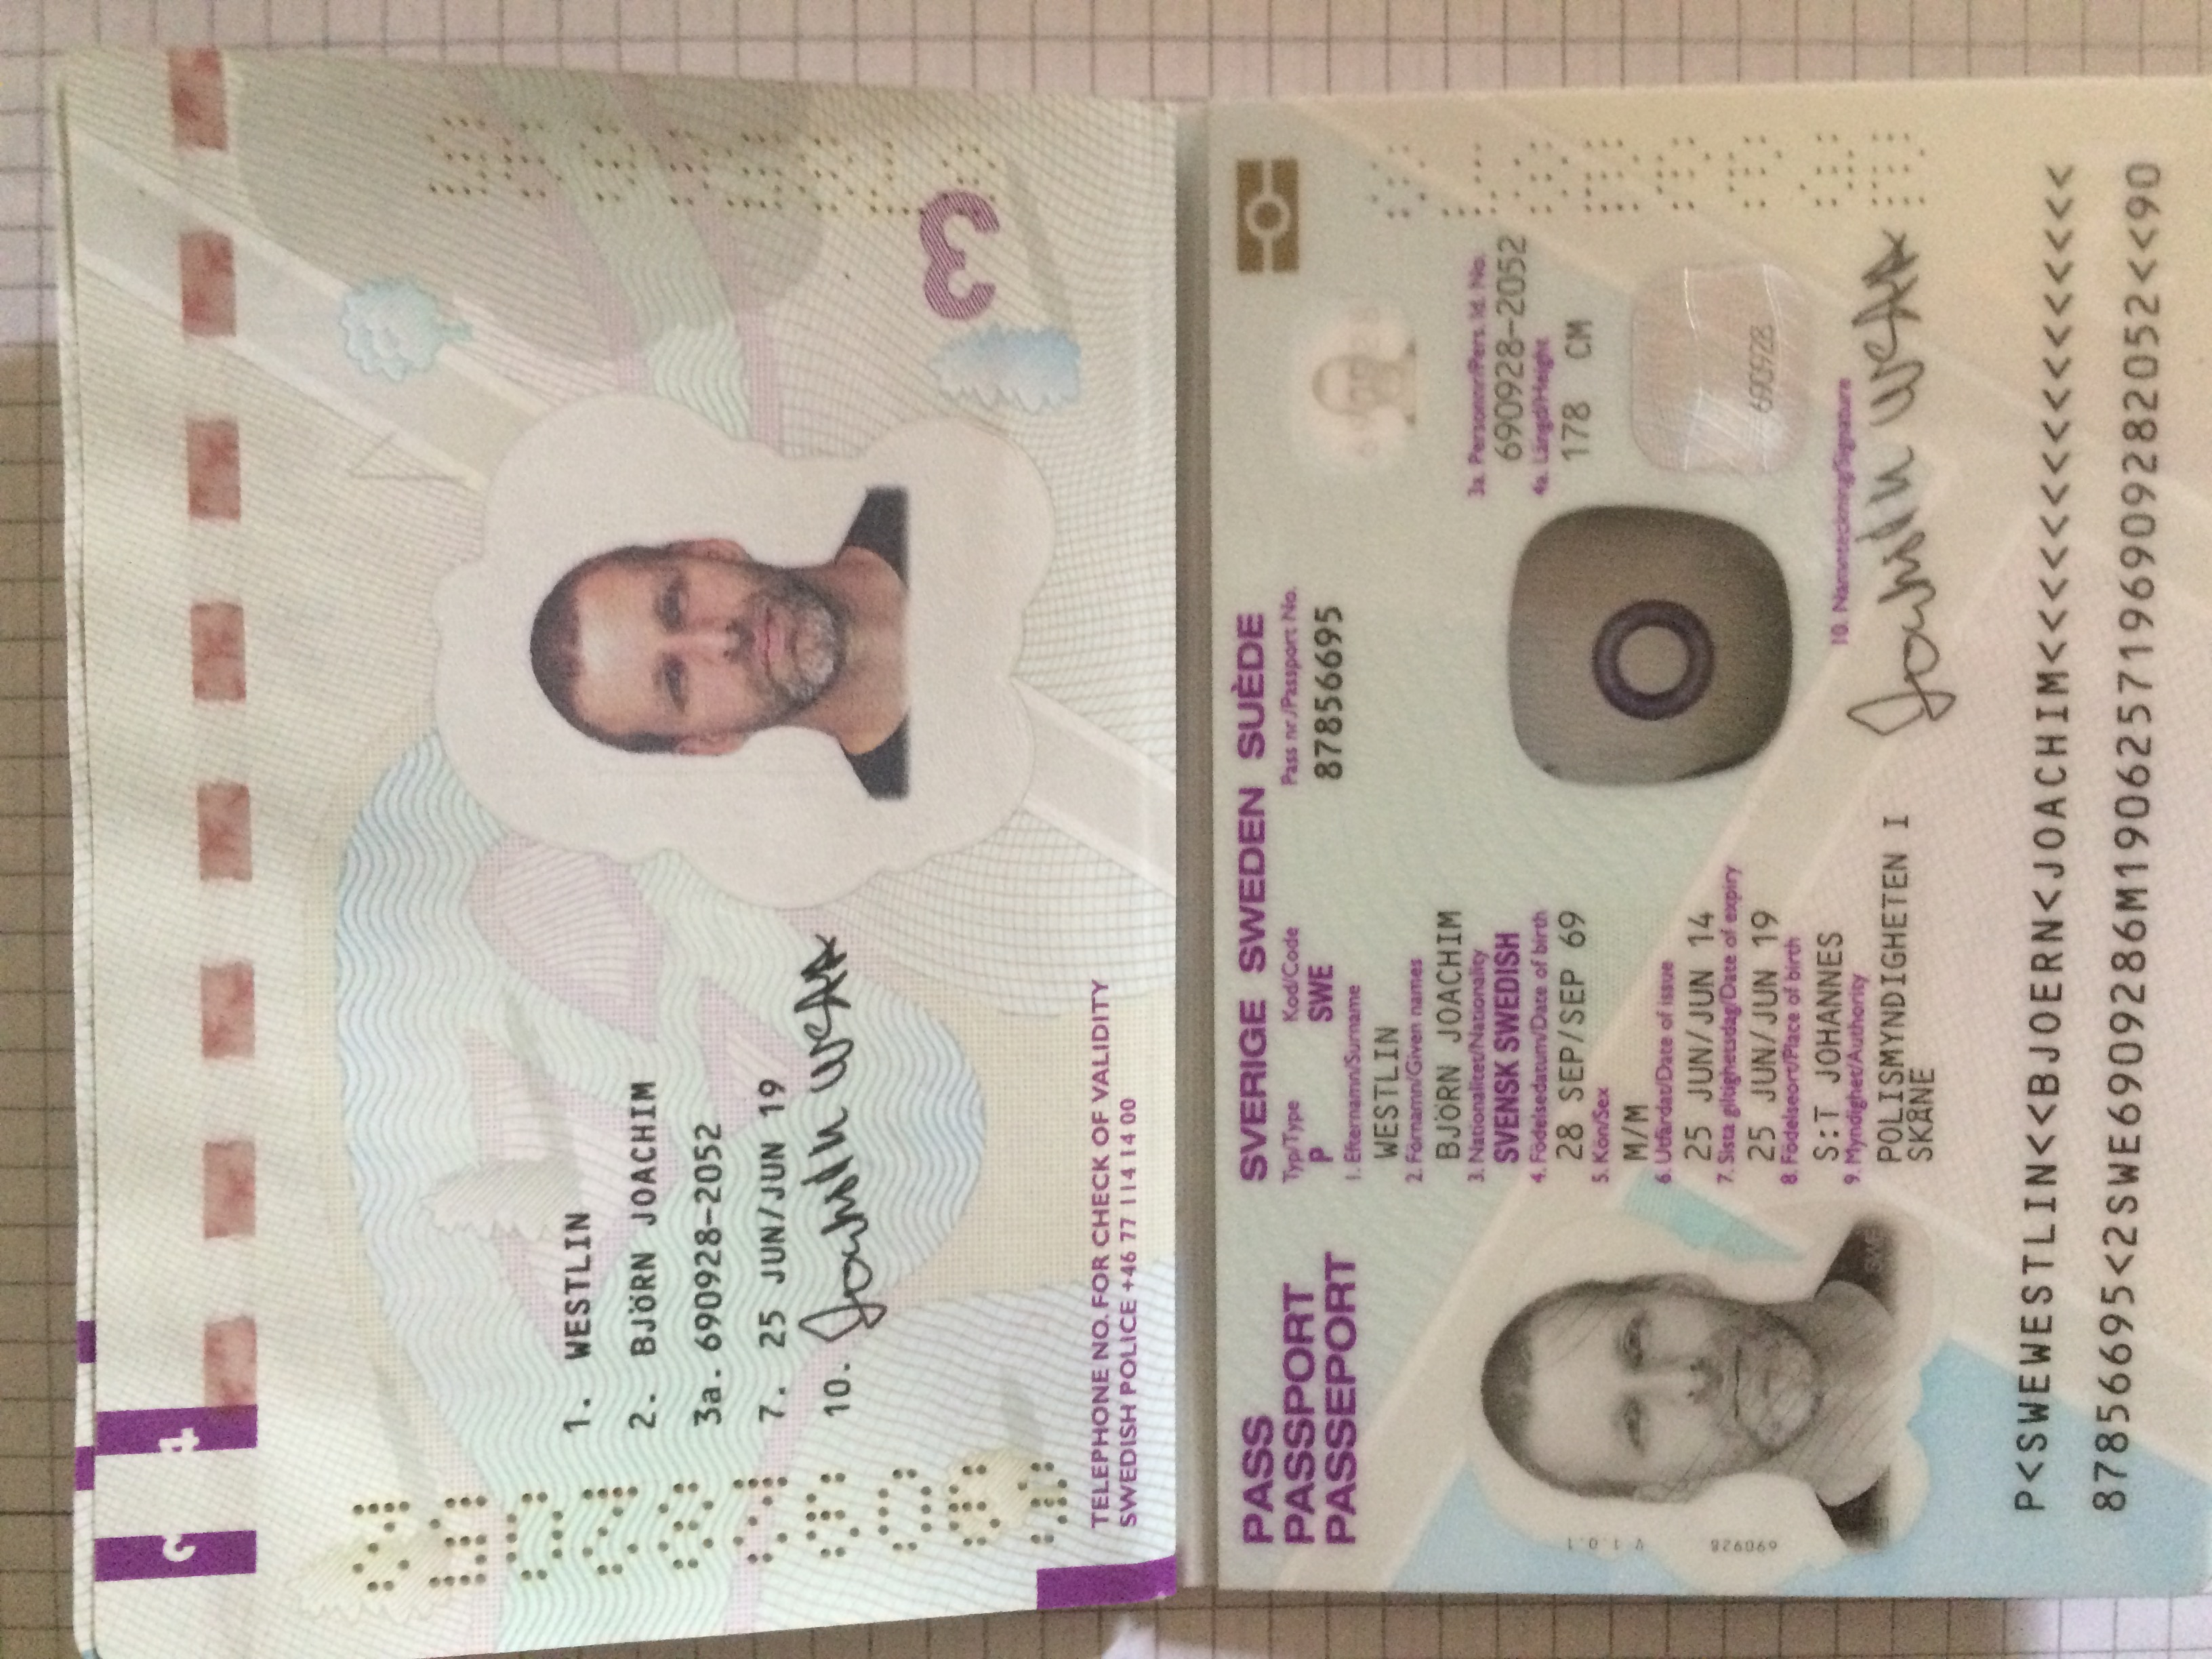 3 4
1. WESTLIN
2. BJÖRN JOACHIM
3a. 690928-2052
7. 25 JUN/JUN 19
10.
3
TELEPHONE NO. FOR CHECK OF VALIDITY
SWEDISH POLICE +46 77 114 14 00
PASS
PASSPORT
PASSEPORT
SVERIGE SWEDEN SUÈDE
Typ/Type Kod/Code Pass nr./Passport No.
P SWE 87856695
1. Efternamn/Surname
WESTLIN
2. Förnamn/Given names
BJÖRN JOACHIM
3. Nationalitet/Nationality 3a. Personnr/Pers. Id. No.
SVENSK SWEDISH 690928-2052
4. Födelsedatum/Date of birth 4a. Längd/Height
28 SEP/SEP 69 178 CM
5. Kön/Sex
M/M
6. Utfärdat/Date of issue
25 JUN/JUN 14
7. Sista giltighetsdag/Date of expiry
25 JUN/JUN 19
690928
8. Födelseort/Place of birth
S:T JOHANNES
9. Myndighet/Authority 10. Namnteckning/Signature
POLISMYNDIGHETEN I
SKÅNE
690928 V 1.0.1
SWE
P<SWEWESTLIN<<BJOERN<JOACHIM<<<<<<<<<<<<<<<<
87856695<2SWE6909286M1906257196909282052<<90